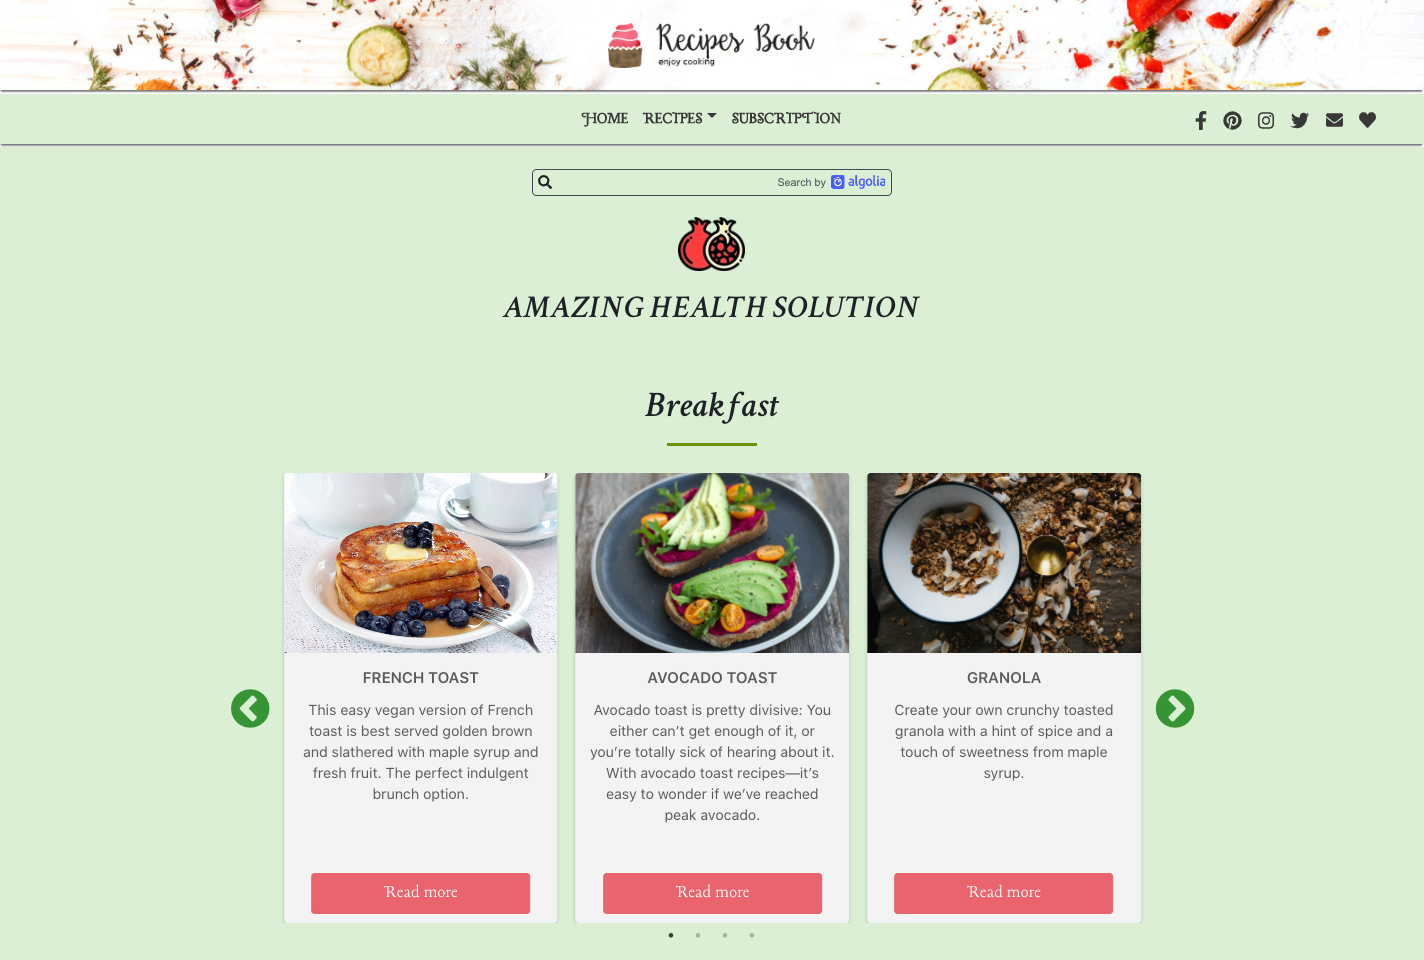 Recipes Book
enjoy cooking
HOME RECIPES SUBSCRIPTION
Search by algolia
AMAZING HEALTH SOLUTION
Breakfast
FRENCH TOAST
This easy vegan version of French
toast is best served golden brown
and slathered with maple syrup and
fresh fruit. The perfect indulgent
brunch option.
Read more
AVOCADO TOAST
Avocado toast is pretty divisive: You
either can’t get enough of it, or
you’re totally sick of hearing about it.
With avocado toast recipes—it’s
easy to wonder if we’ve reached
peak avocado.
Read more
GRANOLA
Create your own crunchy toasted
granola with a hint of spice and a
touch of sweetness from maple
syrup.
Read more